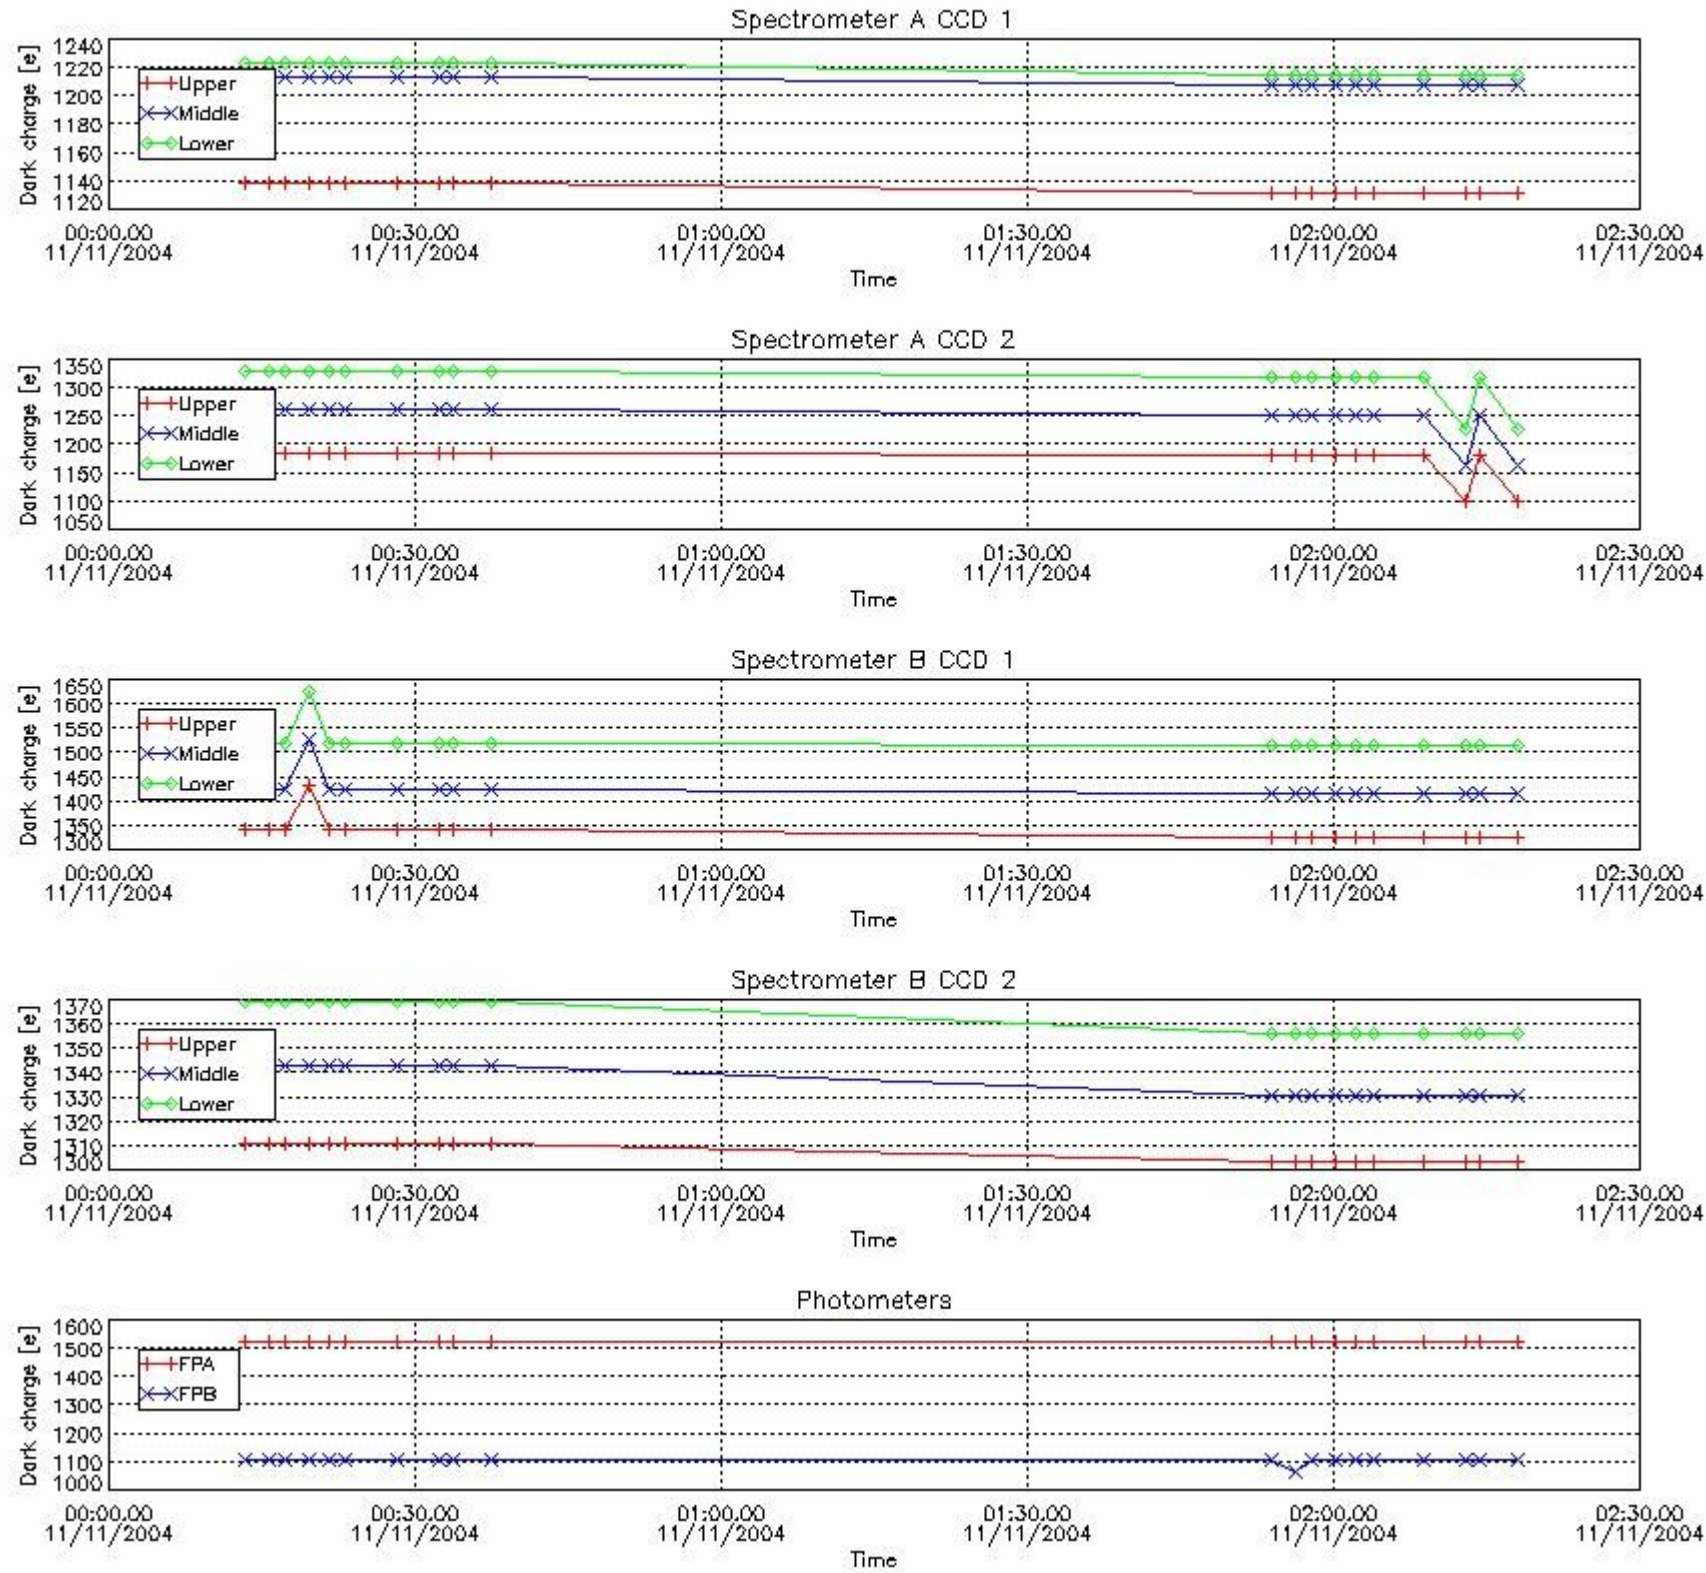 Spectrometer A CCD 1
Dark charge [e]
1240
1220
1200
1180
1160
1140
1120
Upper
Middle
Lower
00:00.00 00:30.00 01:00.00 01:30.00 02:00.00 02:30.00
11/11/2004 11/11/2004 11/11/2004 11/11/2004 11/11/2004 11/11/2004
Time
Spectrometer A CCD 2
Dark charge [e]
1350
1300
1250
1200
1150
1100
1050
Upper
Middle
Lower
00:00.00 00:30.00 01:00.00 01:30.00 02:00.00 02:30.00
11/11/2004 11/11/2004 11/11/2004 11/11/2004 11/11/2004 11/11/2004
Time
Spectrometer B CCD 1
Dark charge [e]
1650
1600
1550
1500
1450
1400
1350
1300
Upper
Middle
Lower
00:00.00 00:30.00 01:00.00 01:30.00 02:00.00 02:30.00
11/11/2004 11/11/2004 11/11/2004 11/11/2004 11/11/2004 11/11/2004
Time
Spectrometer B CCD 2
Dark charge [e]
1370
1360
1350
1340
1330
1320
1310
1300
Upper
Middle
Lower
00:00.00 00:30.00 01:00.00 01:30.00 02:00.00 02:30.00
11/11/2004 11/11/2004 11/11/2004 11/11/2004 11/11/2004 11/11/2004
Time
Photometers
Dark charge [e]
1600
1500
1400
1300
1200
1100
1000
FPA
FPB
00:00.00 00:30.00 01:00.00 01:30.00 02:00.00 02:30.00
11/11/2004 11/11/2004 11/11/2004 11/11/2004 11/11/2004 11/11/2004
Time